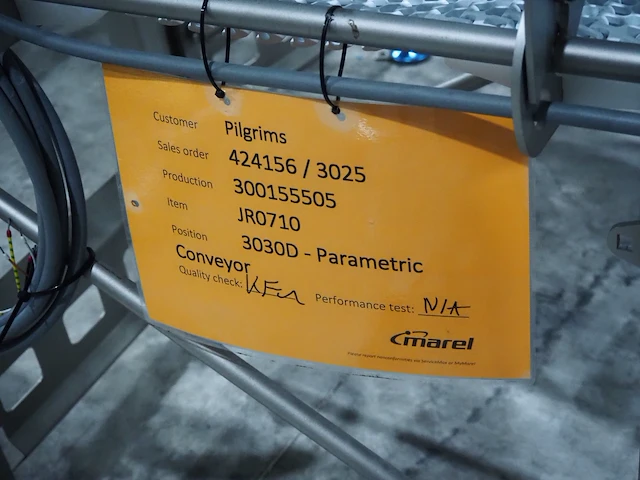 Customer Pilgrims
Sales order 424156 / 3025
Production 300155505
Item JR0710
Position 3030D - Parametric
Conveyor
Quality check: Performance test: N/A
marel